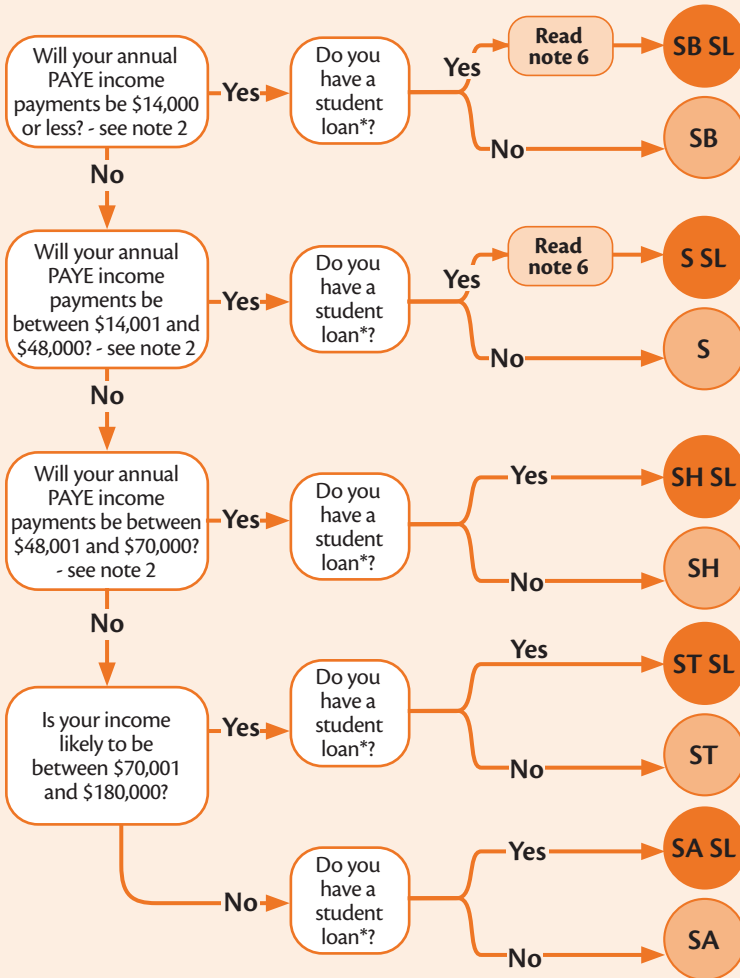 Will your annual
PAYE income
payments be $14,000
or less? - see note 2
Yes
Do you
have a
student
loan*?
Yes
Read
note 6
SB SL
No
SB
No
Will your annual
PAYE income
payments be
between $14,001 and
$48,000? - see note 2
Yes
Do you
have a
student
loan*?
Yes
Read
note 6
S SL
No
S
No
Will your annual
PAYE income
payments be between
$48,001 and $70,000?
- see note 2
Yes
Do you
have a
student
loan*?
Yes
SH SL
No
SH
No
Is your income
likely to be
between $70,001
and $180,000?
Yes
Do you
have a
student
loan*?
Yes
ST SL
No
ST
No
Do you
have a
student
loan*?
Yes
SA SL
No
SA